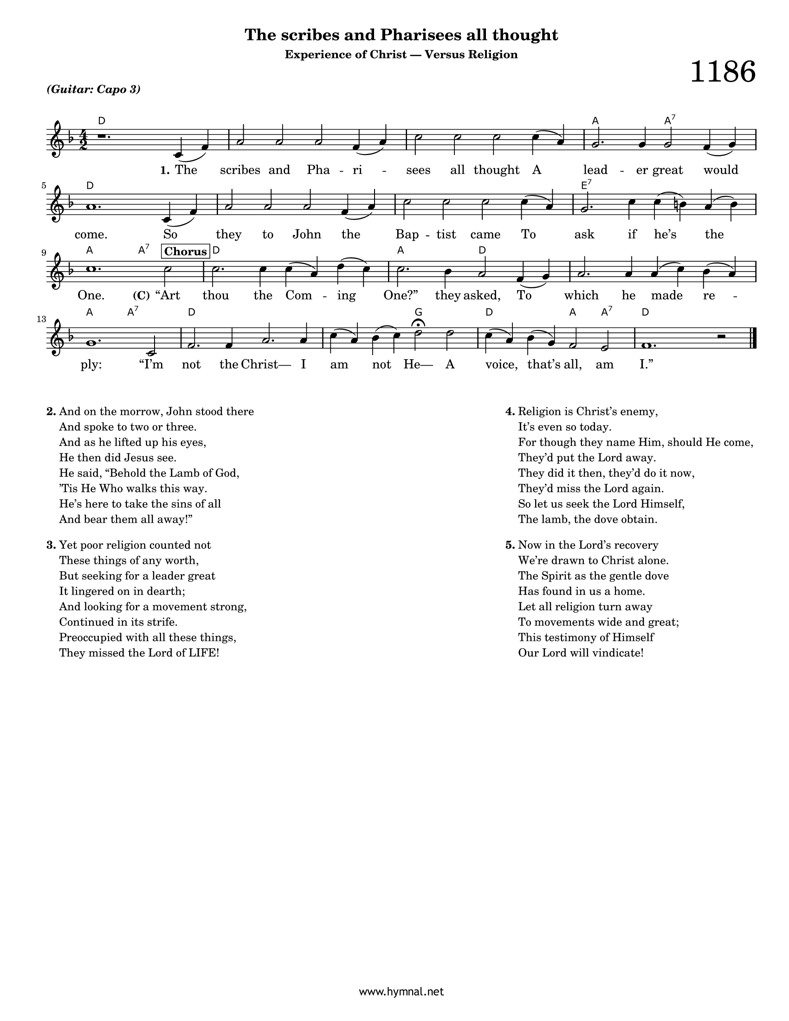 The scribes and Pharisees all thought
Experience of Christ — Versus Religion
1186
(Guitar: Capo 3)
D A A7
1. The scribes and Pha - ri - sees all thought A lead - er great would
5 D E7
come. So they to John the Bap - tist came To ask if he's the
9 A A7 Chorus D A D
One. (C) “Art thou the Com - ing One?” they asked, To which he made re -
13 A A7 D G D A A7 D
ply: “I'm not the Christ— I am not He— A voice, that's all, am I.”
2. And on the morrow, John stood there
And spoke to two or three.
And as he lifted up his eyes,
He then did Jesus see.
He said, “Behold the Lamb of God,
’Tis He Who walks this way.
He’s here to take the sins of all
And bear them all away!”
3. Yet poor religion counted not
These things of any worth,
But seeking for a leader great
It lingered on in dearth;
And looking for a movement strong,
Continued in its strife.
Preoccupied with all these things,
They missed the Lord of LIFE!
4. Religion is Christ’s enemy,
It’s even so today.
For though they name Him, should He come,
They’d put the Lord away.
They did it then, they’d do it now,
They’d miss the Lord again.
So let us seek the Lord Himself,
The lamb, the dove obtain.
5. Now in the Lord’s recovery
We’re drawn to Christ alone.
The Spirit as the gentle dove
Has found in us a home.
Let all religion turn away
To movements wide and great;
This testimony of Himself
Our Lord will vindicate!
www.hymnal.net